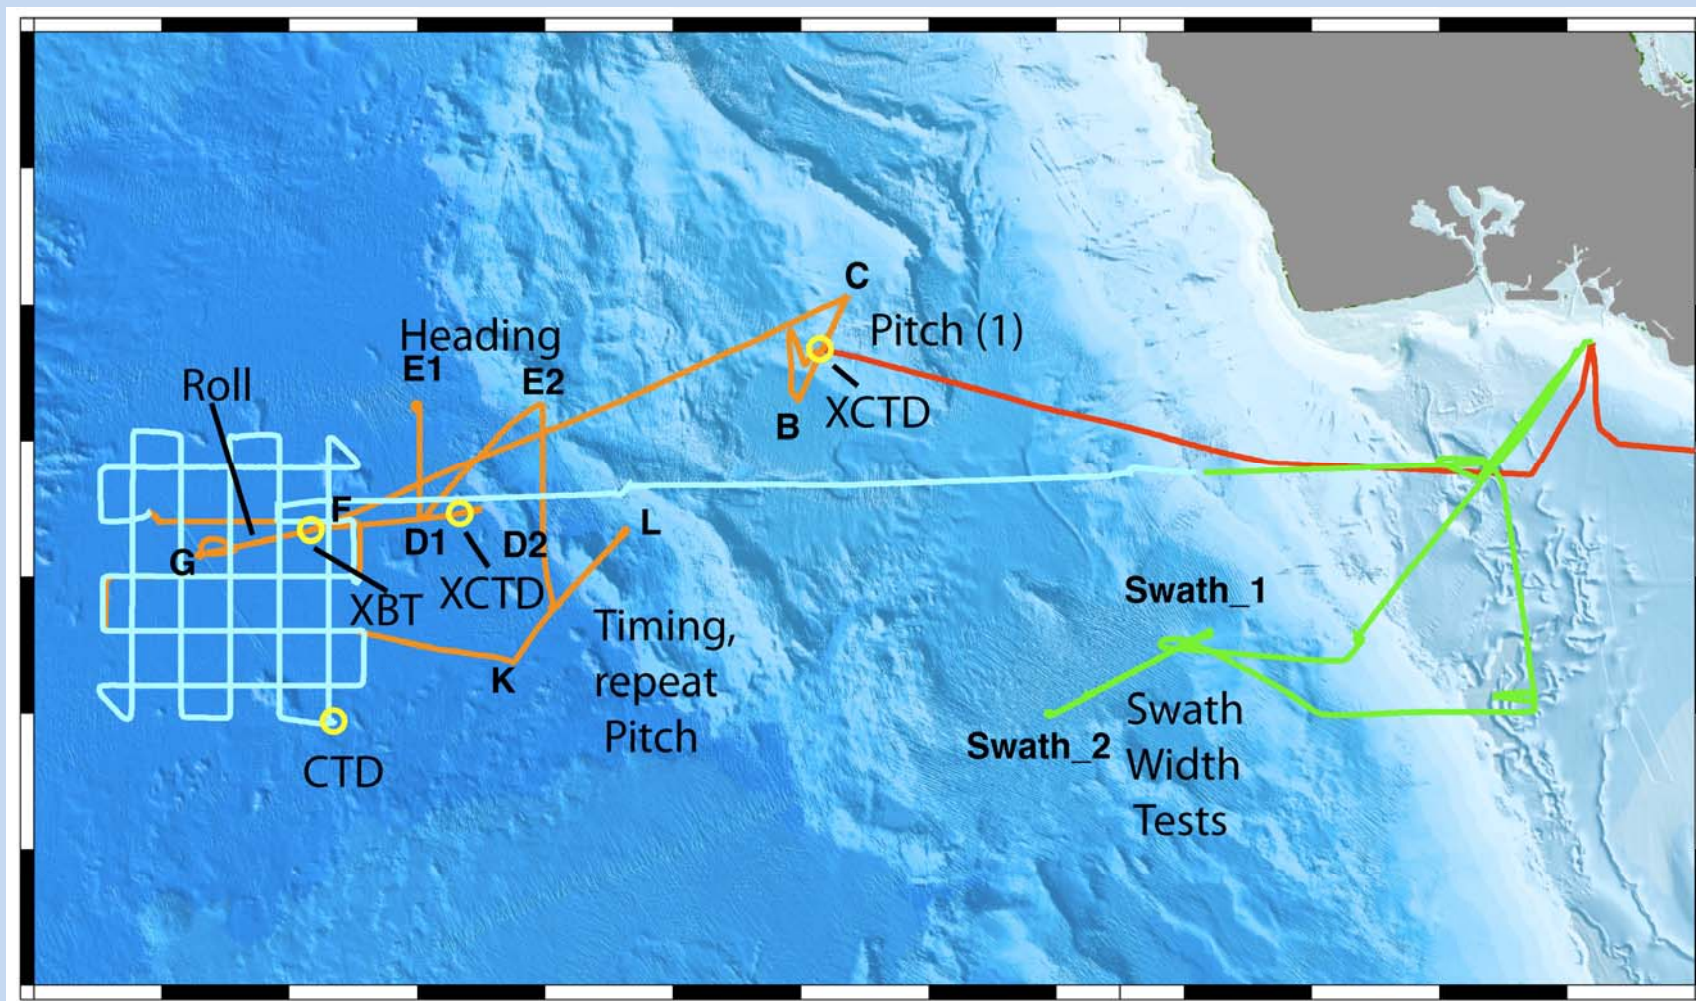 C
Pitch (1)
Heading
E1
E2
Roll
B
XCTD
F
D1
D2
L
G
XBT
XCTD
Swath_1
Timing,
repeat
Pitch
K
Swath_2
Swath
Width
Tests
CTD